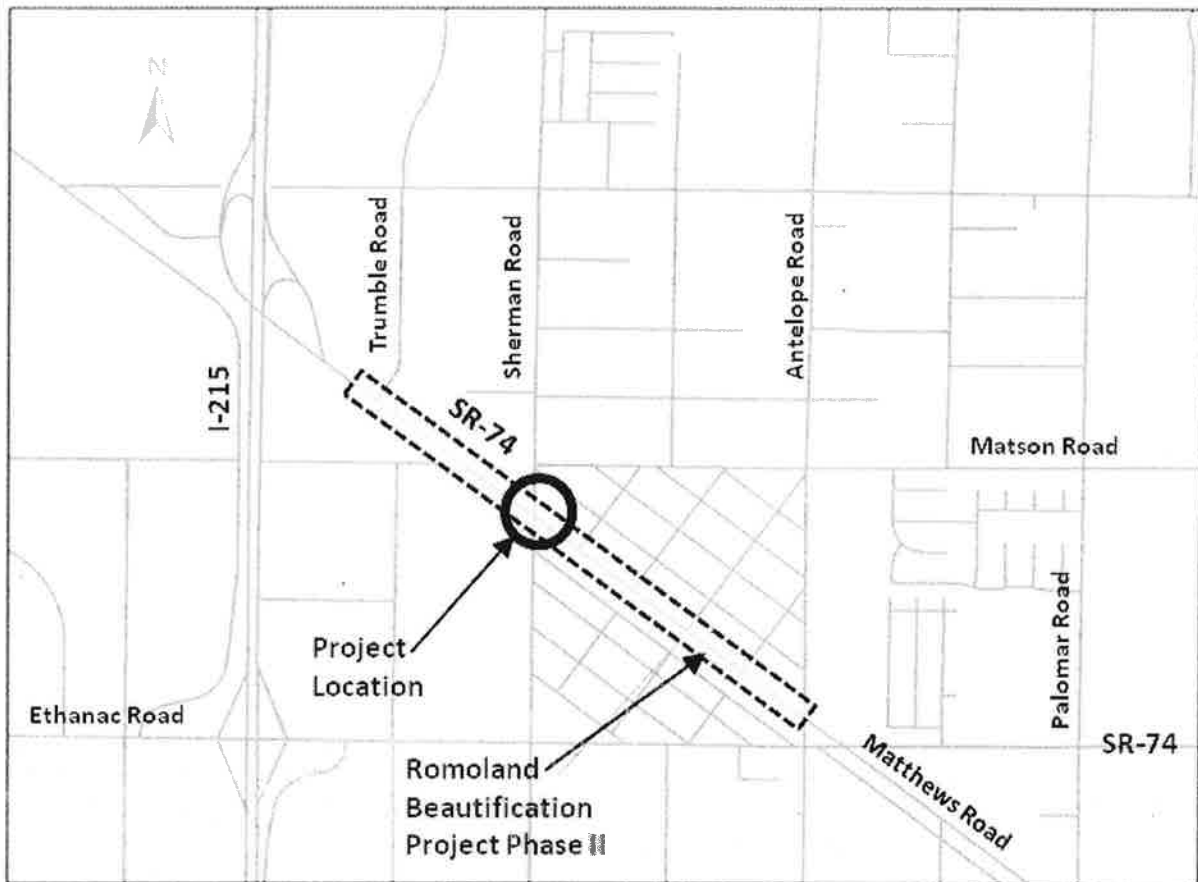 N
Trumble Road
Sherman Road
Antelope Road
I-215
SR-74
Matson Road
Project
Location
Palomar Road
Ethanac Road
SR-74
Romoland
Beautification
Project Phase II
Matthews Road